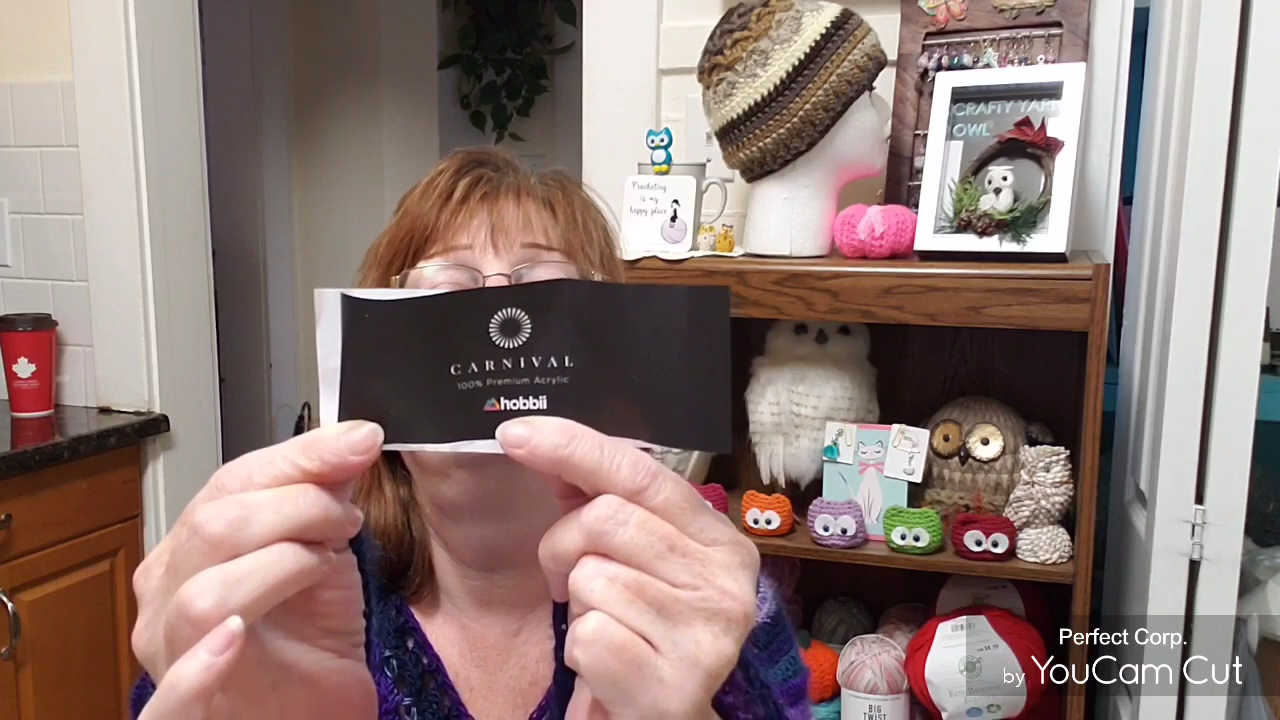 CARNIVAL
100% Premium Acrylic
hobbii
Crocheting
is my
happy place
CRAFTY YARN
OWL
BIG
TWIST
Perfect Corp.
by YouCam Cut